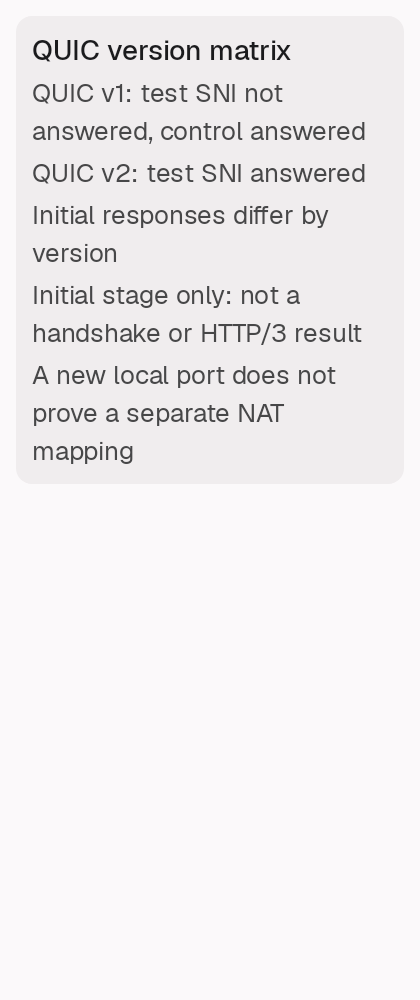 QUIC version matrix
QUIC v1: test SNI not
answered, control answered
QUIC v2: test SNI answered
Initial responses differ by
version
Initial stage only: not a
handshake or HTTP/3 result
A new local port does not
prove a separate NAT
mapping